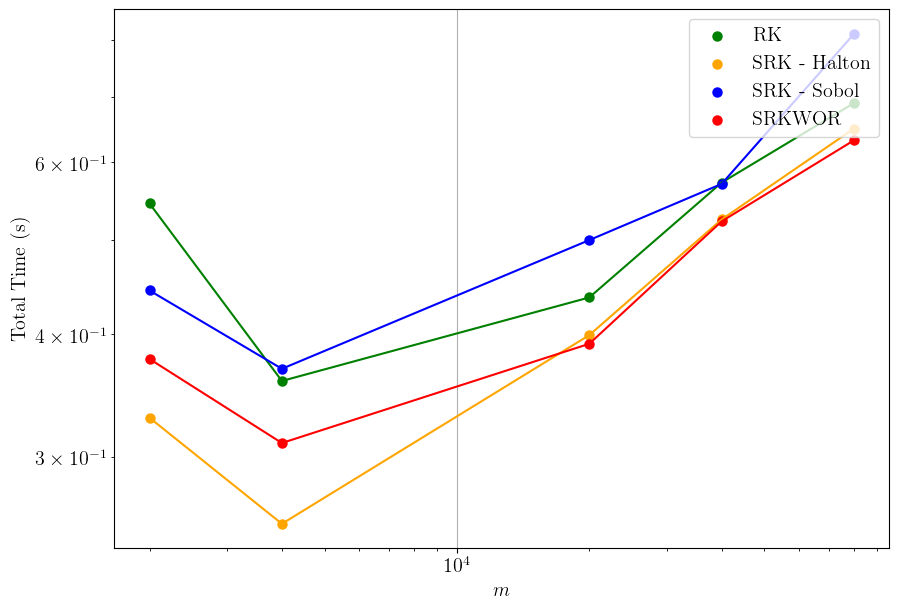 RK
SRK - Halton
SRK - Sobol
SRKWOR
6 × 10⁻¹
4 × 10⁻¹
3 × 10⁻¹
Total Time (s)
10⁴
m